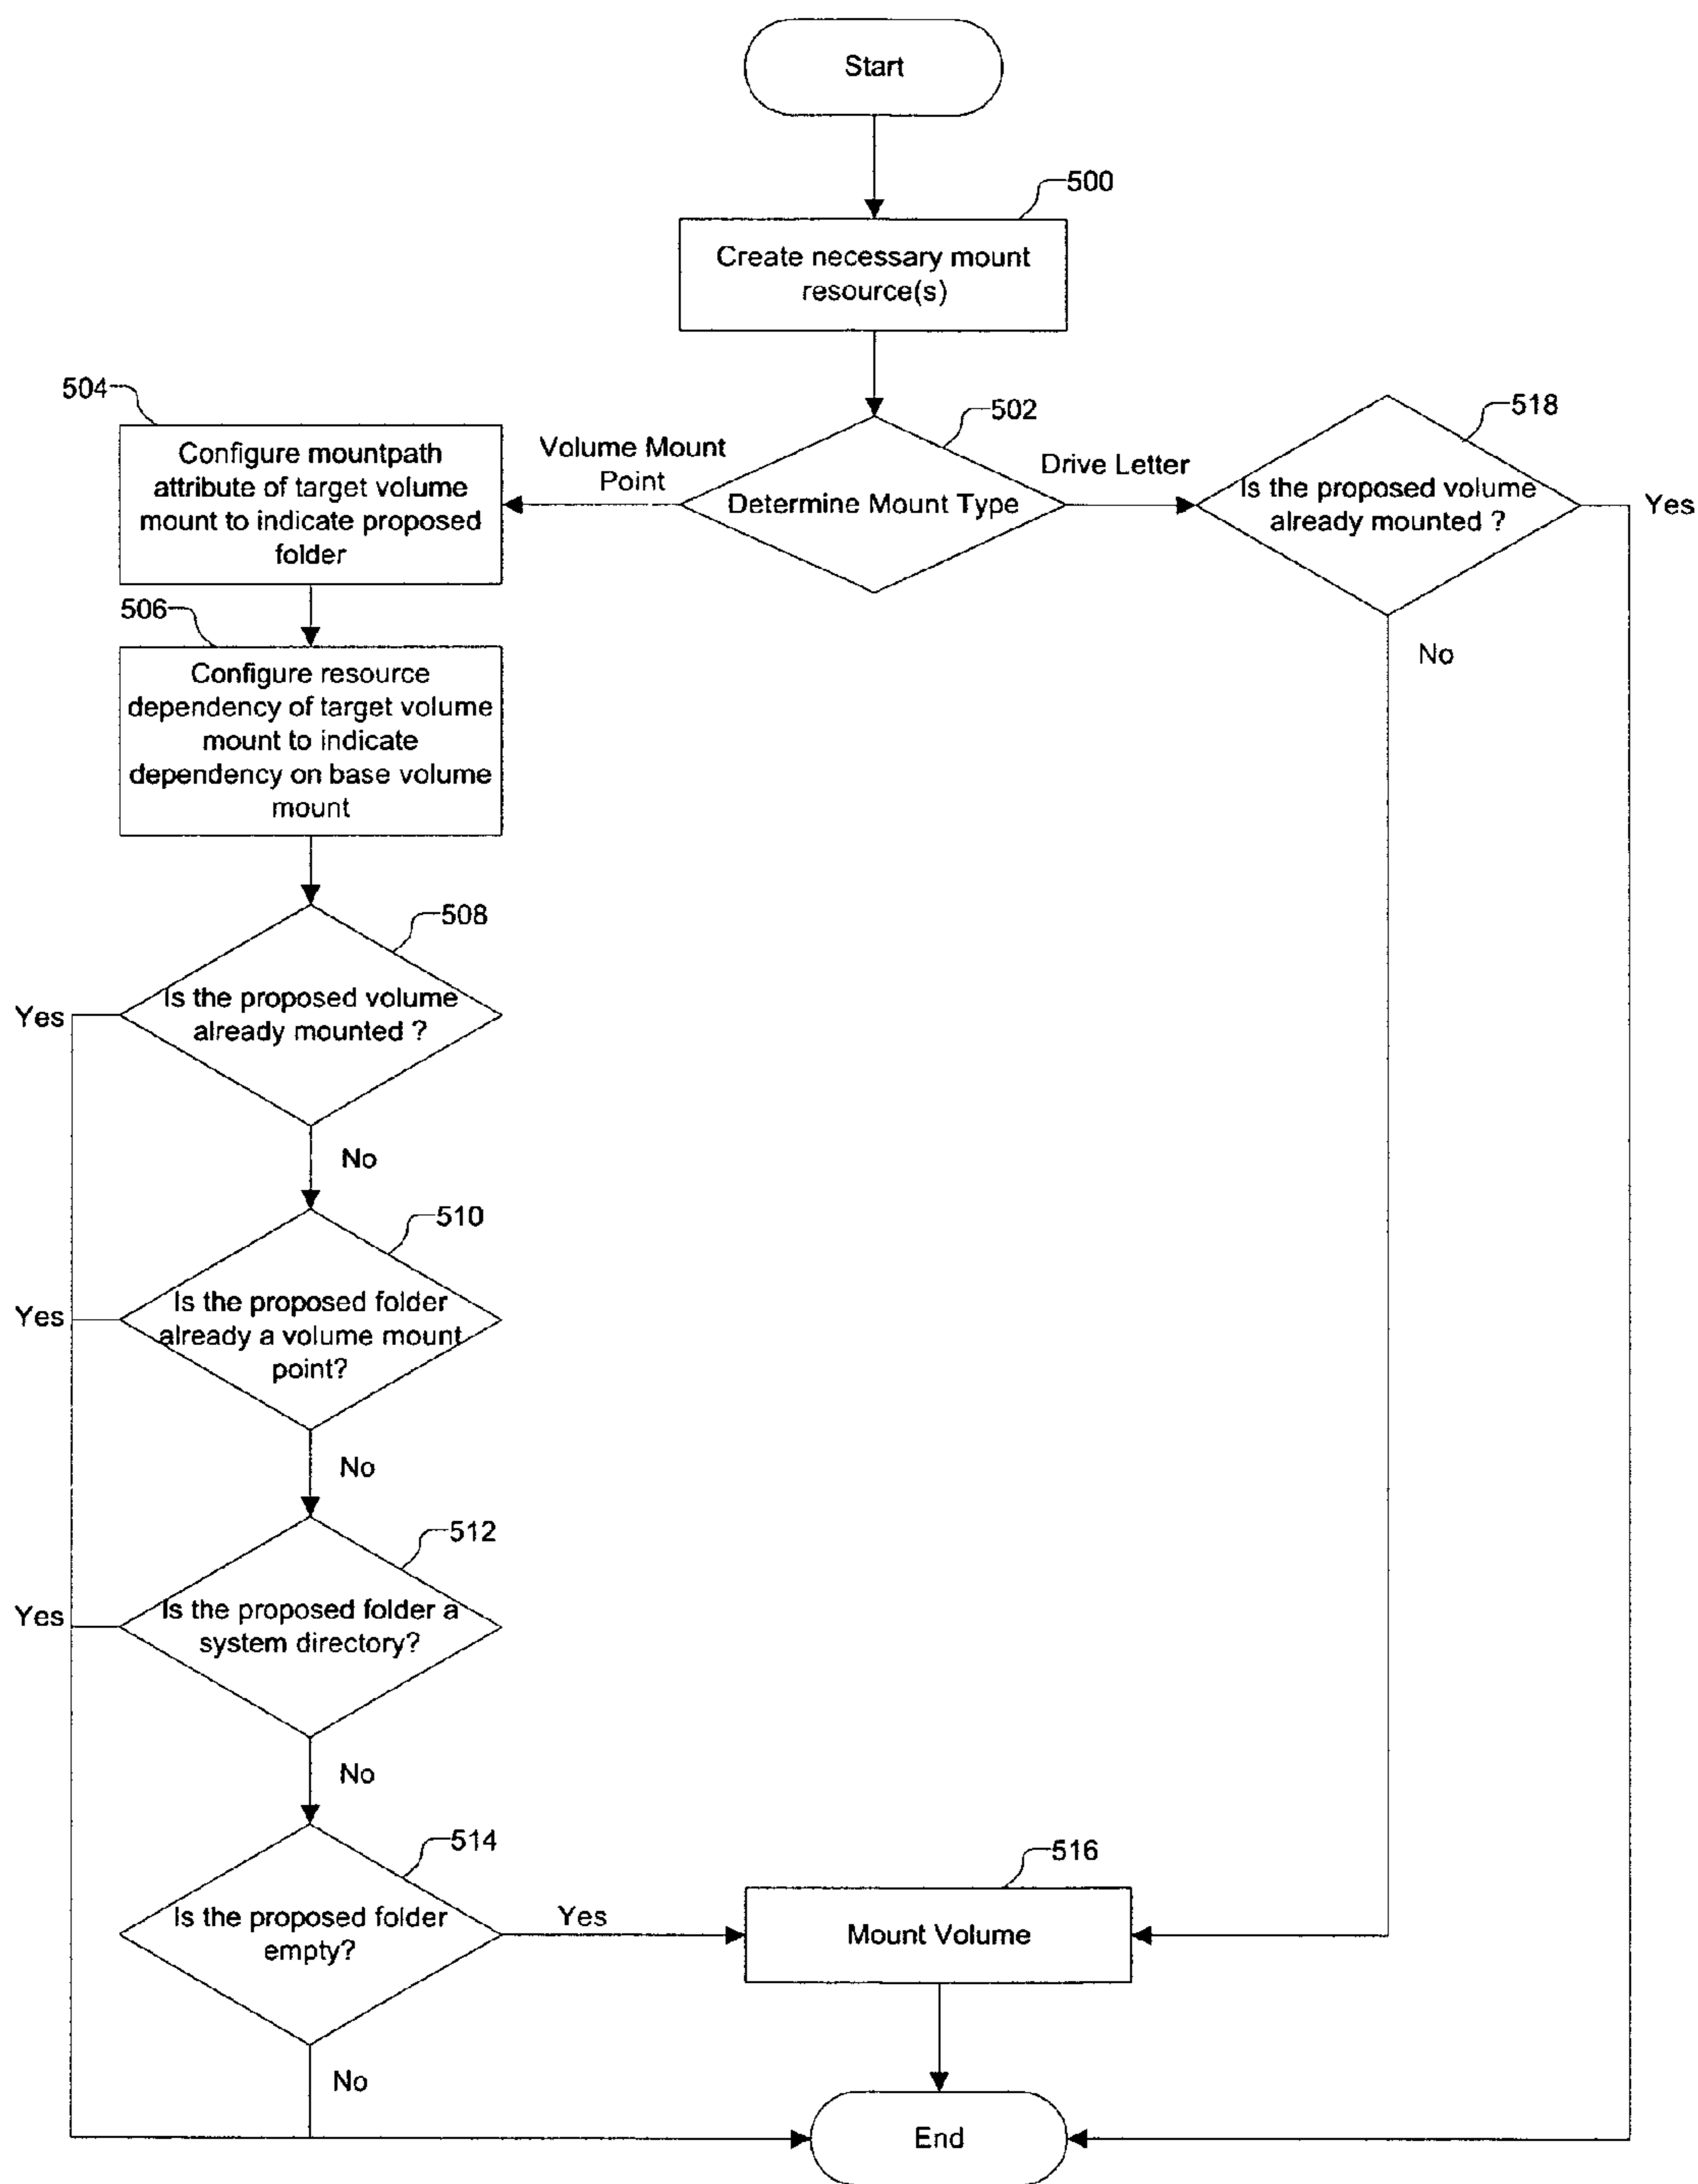 Start
500
Create necessary mount
resource(s)
504
502
518
Configure mountpath
attribute of target volume
mount to indicate proposed
folder
Volume Mount
Point
Determine Mount Type
Drive Letter
Is the proposed volume
already mounted ?
Yes
No
506
Configure resource
dependency of target volume
mount to indicate
dependency on base volume
mount
508
Is the proposed volume
already mounted ?
Yes
No
510
Is the proposed folder
already a volume mount
point?
Yes
No
512
Is the proposed folder a
system directory?
Yes
No
514
Is the proposed folder
empty?
Yes
516
Mount Volume
No
End